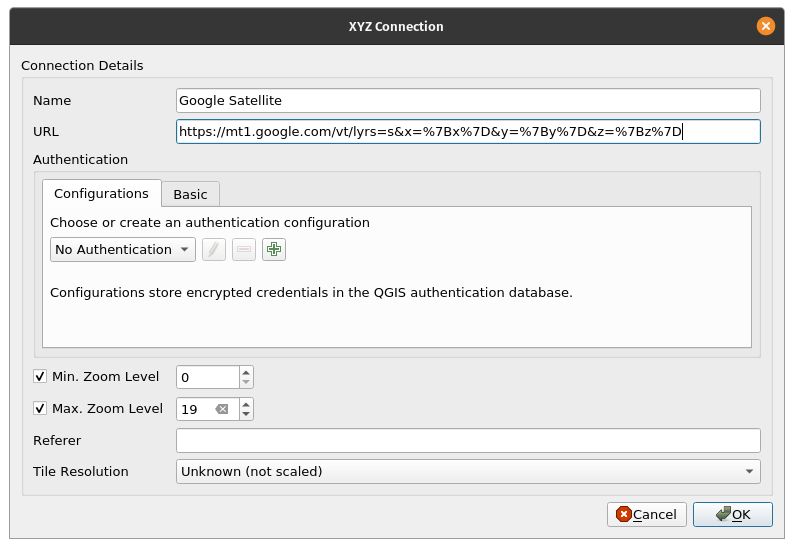 XYZ Connection
Connection Details
Name
Google Satellite
URL
https://mt1.google.com/vt/lyrs=s&x=%7Bx%7D&y=%7By%7D&z=%7Bz%7D
Authentication
Configurations
Basic
Choose or create an authentication configuration
No Authentication
Configurations store encrypted credentials in the QGIS authentication database.
Min. Zoom Level
0
Max. Zoom Level
19
Referer
Tile Resolution
Unknown (not scaled)
Cancel
OK